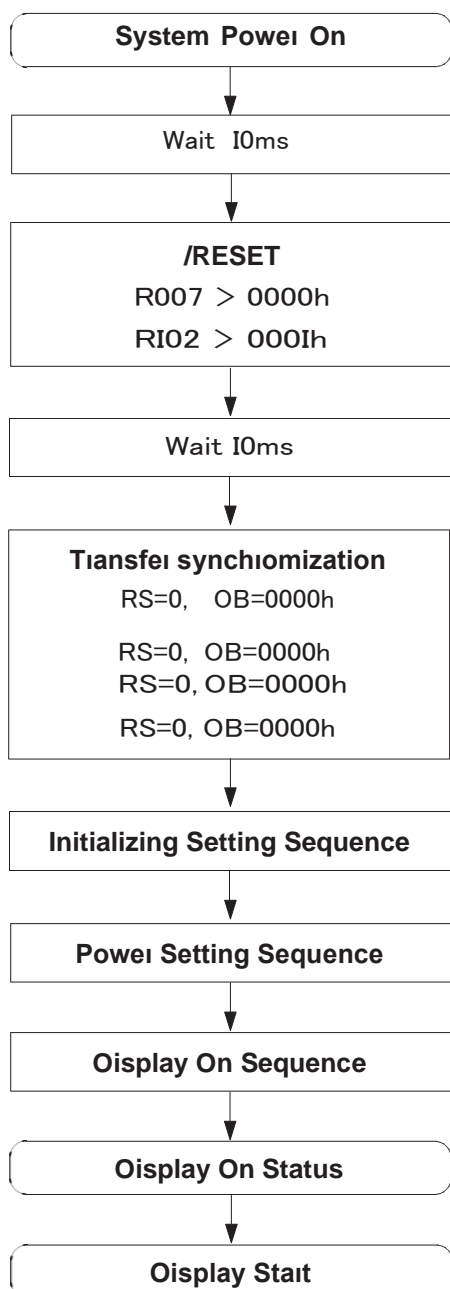 System Poweı On
Wait I0ms
/RESET
R007 > 0000h
RI02 > 000Ih
Wait I0ms
Tıansfeı synchıomization
RS=0, OB=0000h
RS=0, OB=0000h
RS=0, OB=0000h
RS=0, OB=0000h
Initializing Setting Sequence
Poweı Setting Sequence
Oisplay On Sequence
Oisplay On Status
Oisplay Staıt